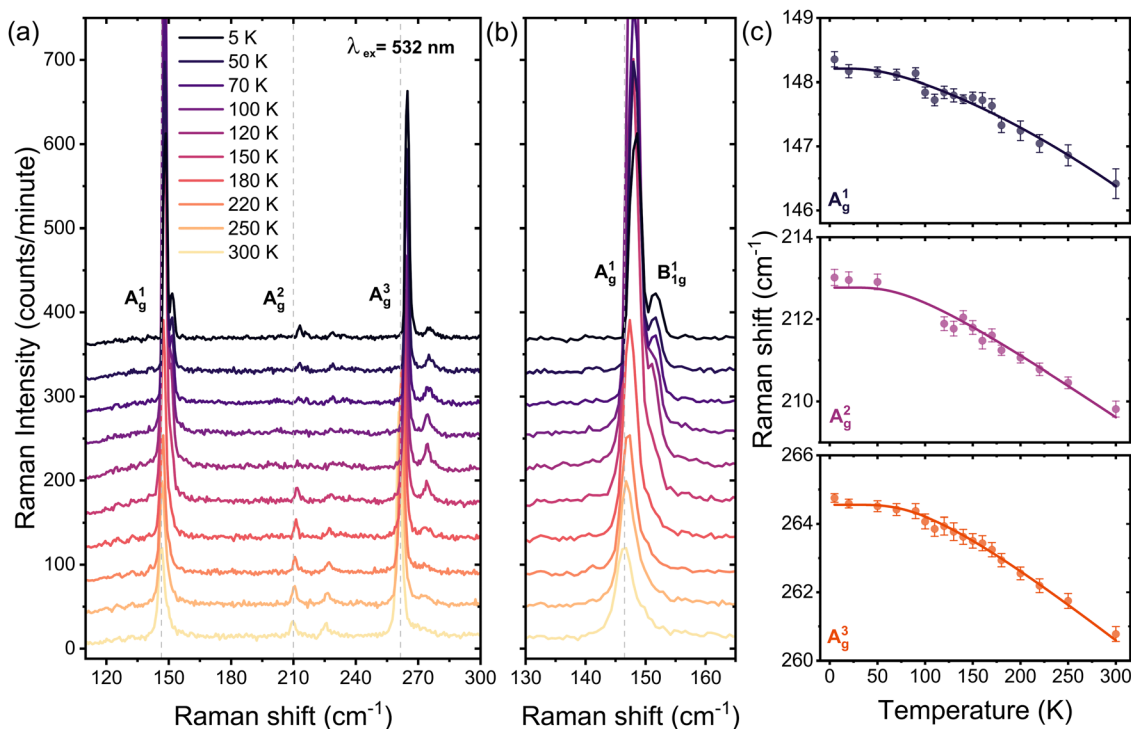 (a)
Raman Intensity (counts/minute)
700
600
500
400
300
200
100
0
λ ex = 532 nm
5 K
50 K
70 K
100 K
120 K
150 K
180 K
220 K
250 K
300 K
A¹g
A²g
A³g
120 150 180 210 240 270 300
Raman shift (cm⁻¹)
(b)
A¹g
B¹1g
130 140 150 160
Raman shift (cm⁻¹)
(c)
Raman shift (cm⁻¹)
149
148
147
146
A¹g
214
212
210
A²g
266
264
262
260
A³g
0 50 100 150 200 250 300
Temperature (K)